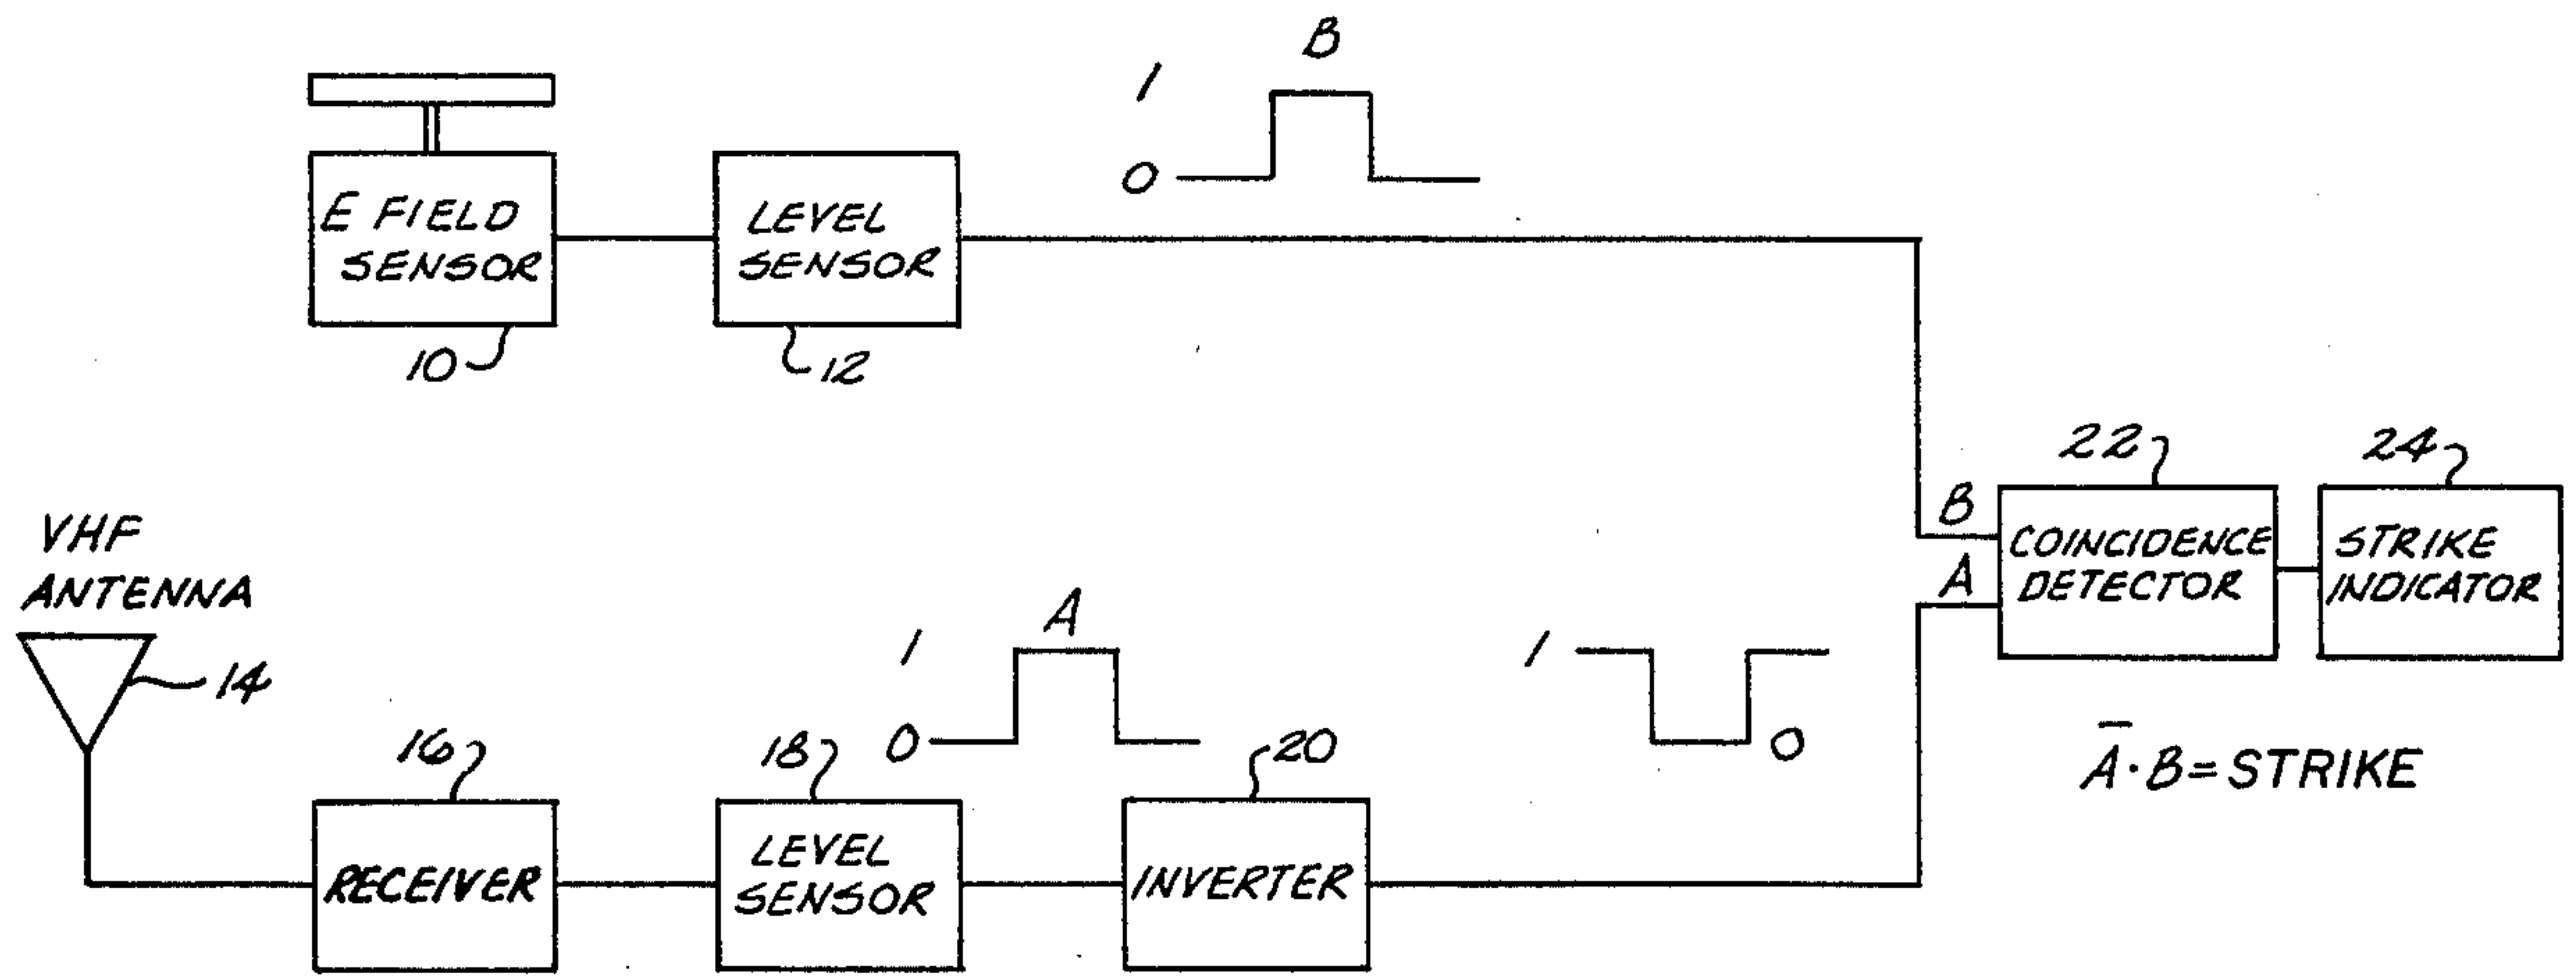 B
1
0
E FIELD
SENSOR
LEVEL
SENSOR
10
12
22
24
B
A
COINCIDENCE
DETECTOR
STRIKE
INDICATOR
VHF
ANTENNA
14
A
1
0
1
0
Ā·B=STRIKE
16
18
20
RECEIVER
LEVEL
SENSOR
INVERTER